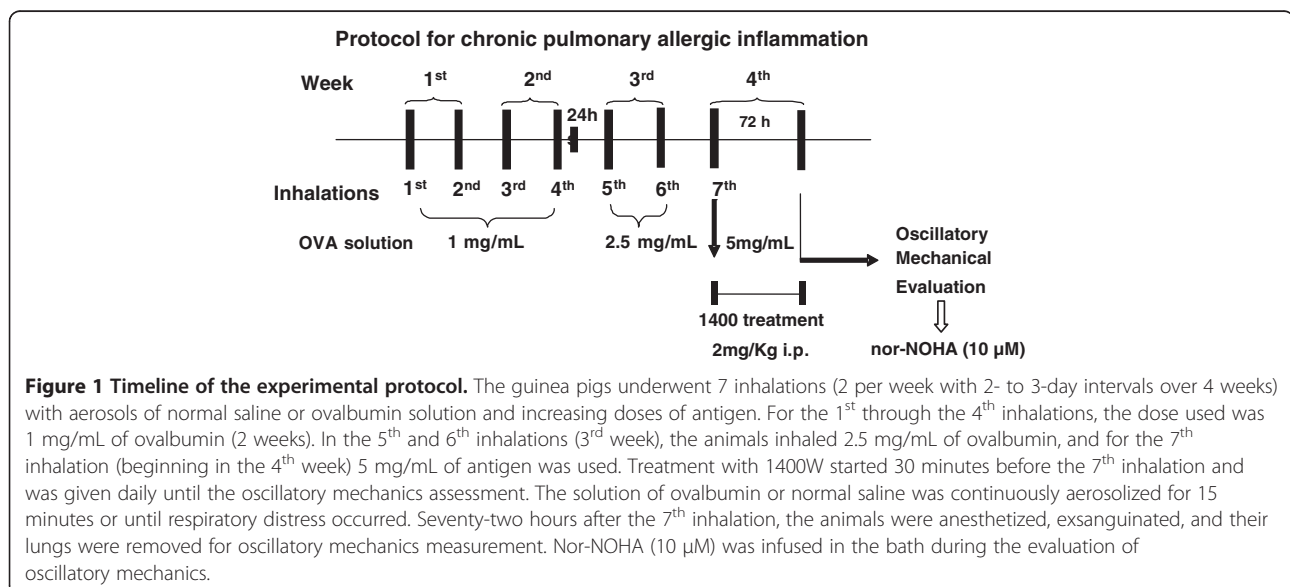 Protocol for chronic pulmonary allergic inflammation
Week 1st 2nd 3rd 4th
24h
72 h
Inhalations 1st 2nd 3rd 4th 5th 6th 7th
OVA solution 1 mg/mL 2.5 mg/mL 5mg/mL
Oscillatory
Mechanical
Evaluation
1400 treatment
2mg/Kg i.p. nor-NOHA (10 µM)
Figure 1 Timeline of the experimental protocol. The guinea pigs underwent 7 inhalations (2 per week with 2- to 3-day intervals over 4 weeks)
with aerosols of normal saline or ovalbumin solution and increasing doses of antigen. For the 1st through the 4th inhalations, the dose used was
1 mg/mL of ovalbumin (2 weeks). In the 5th and 6th inhalations (3rd week), the animals inhaled 2.5 mg/mL of ovalbumin, and for the 7th
inhalation (beginning in the 4th week) 5 mg/mL of antigen was used. Treatment with 1400W started 30 minutes before the 7th inhalation and
was given daily until the oscillatory mechanics assessment. The solution of ovalbumin or normal saline was continuously aerosolized for 15
minutes or until respiratory distress occurred. Seventy-two hours after the 7th inhalation, the animals were anesthetized, exsanguinated, and their
lungs were removed for oscillatory mechanics measurement. Nor-NOHA (10 µM) was infused in the bath during the evaluation of
oscillatory mechanics.